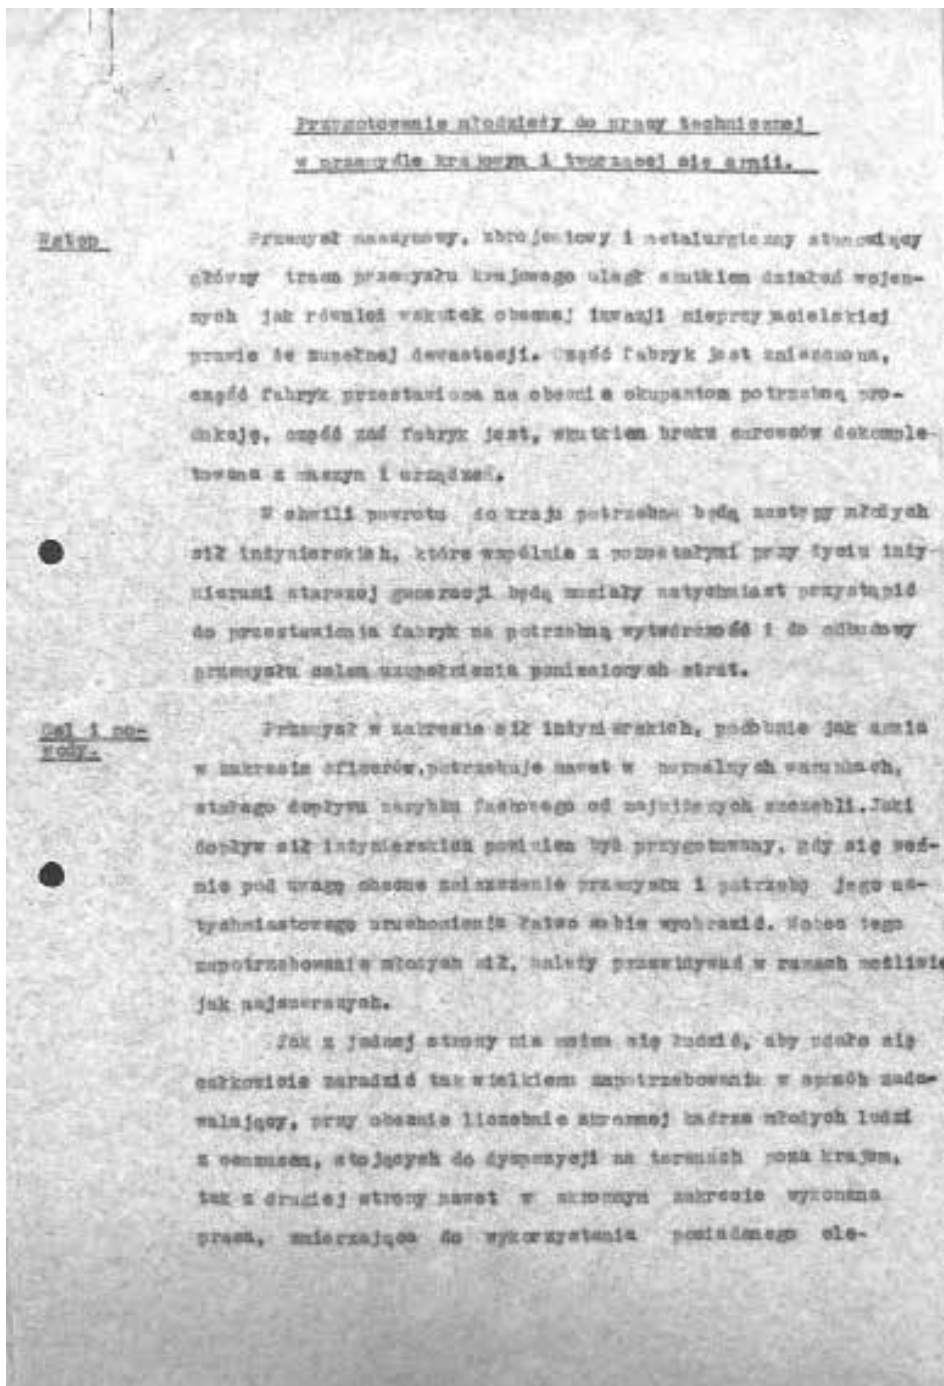 Przygotowanie młodzieży do pracy technicznej
w przemyśle krajowym i tworzącej się armii.
Wstęp
Przemysł maszynowy, zbrojeniowy i metalurgiczny stanowiący
główny trzon przemysłu krajowego uległ skutkiem działań wojen-
nych jak również wskutek obecnej inwazji nieprzyjacielskiej
prawie że zupełnej dewastacji. Część fabryk jest zniszczona,
część fabryk przestawiona na obecnie okupantom potrzebną pro-
dukcję, część zaś fabryk jest, skutkiem braku surowców dekomple-
towana z maszyn i urządzeń.
W chwili powrotu do kraju potrzebne będą zastępy młodych
sił inżynierskich, które wspólnie z pozostałymi przy życiu inży-
nierami starszej generacji będą musiały natychmiast przystąpić
do przestawienia fabryk na potrzebną wytwórczość i do odbudowy
przemysłu celem uzupełnienia poniesionych strat.
Cel i po-
wody.
Przemysł w zakresie sił inżynierskich, podobnie jak armia
w zakresie oficerów, potrzebuje nawet w normalnych warunkach,
stałego dopływu narybku fachowego od najniższych szczebli. Jaki
dopływ sił inżynierskich powinien być przygotowany, gdy się weź-
mie pod uwagę obecne zniszczenie przemysłu i potrzebę jego na-
tychmiastowego uruchomienia łatwo sobie wyobrazić. Wobec tego
zapotrzebowanie młodych sił, należy przewidywać w ramach możliwie
jak najszerszych.
Jak z jednej strony nie można się łudzić, aby udało się
całkowicie zaradzić tak wielkiemu zapotrzebowaniu w sposób zado-
walający, przy obecnie liczebnie skromnej kadrze młodych ludzi
z cenzusem, stojących do dyspozycji na terenach poza krajem,
tak z drugiej strony nawet w skromnym zakresie wykonana
praca, zmierzająca do wykorzystania posiadanego ele-